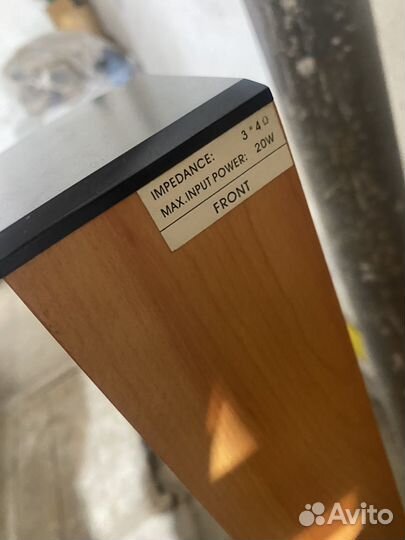 IMPEDANCE: 3*4Ω
MAX.INPUT POWER: 20W
FRONT
Avito